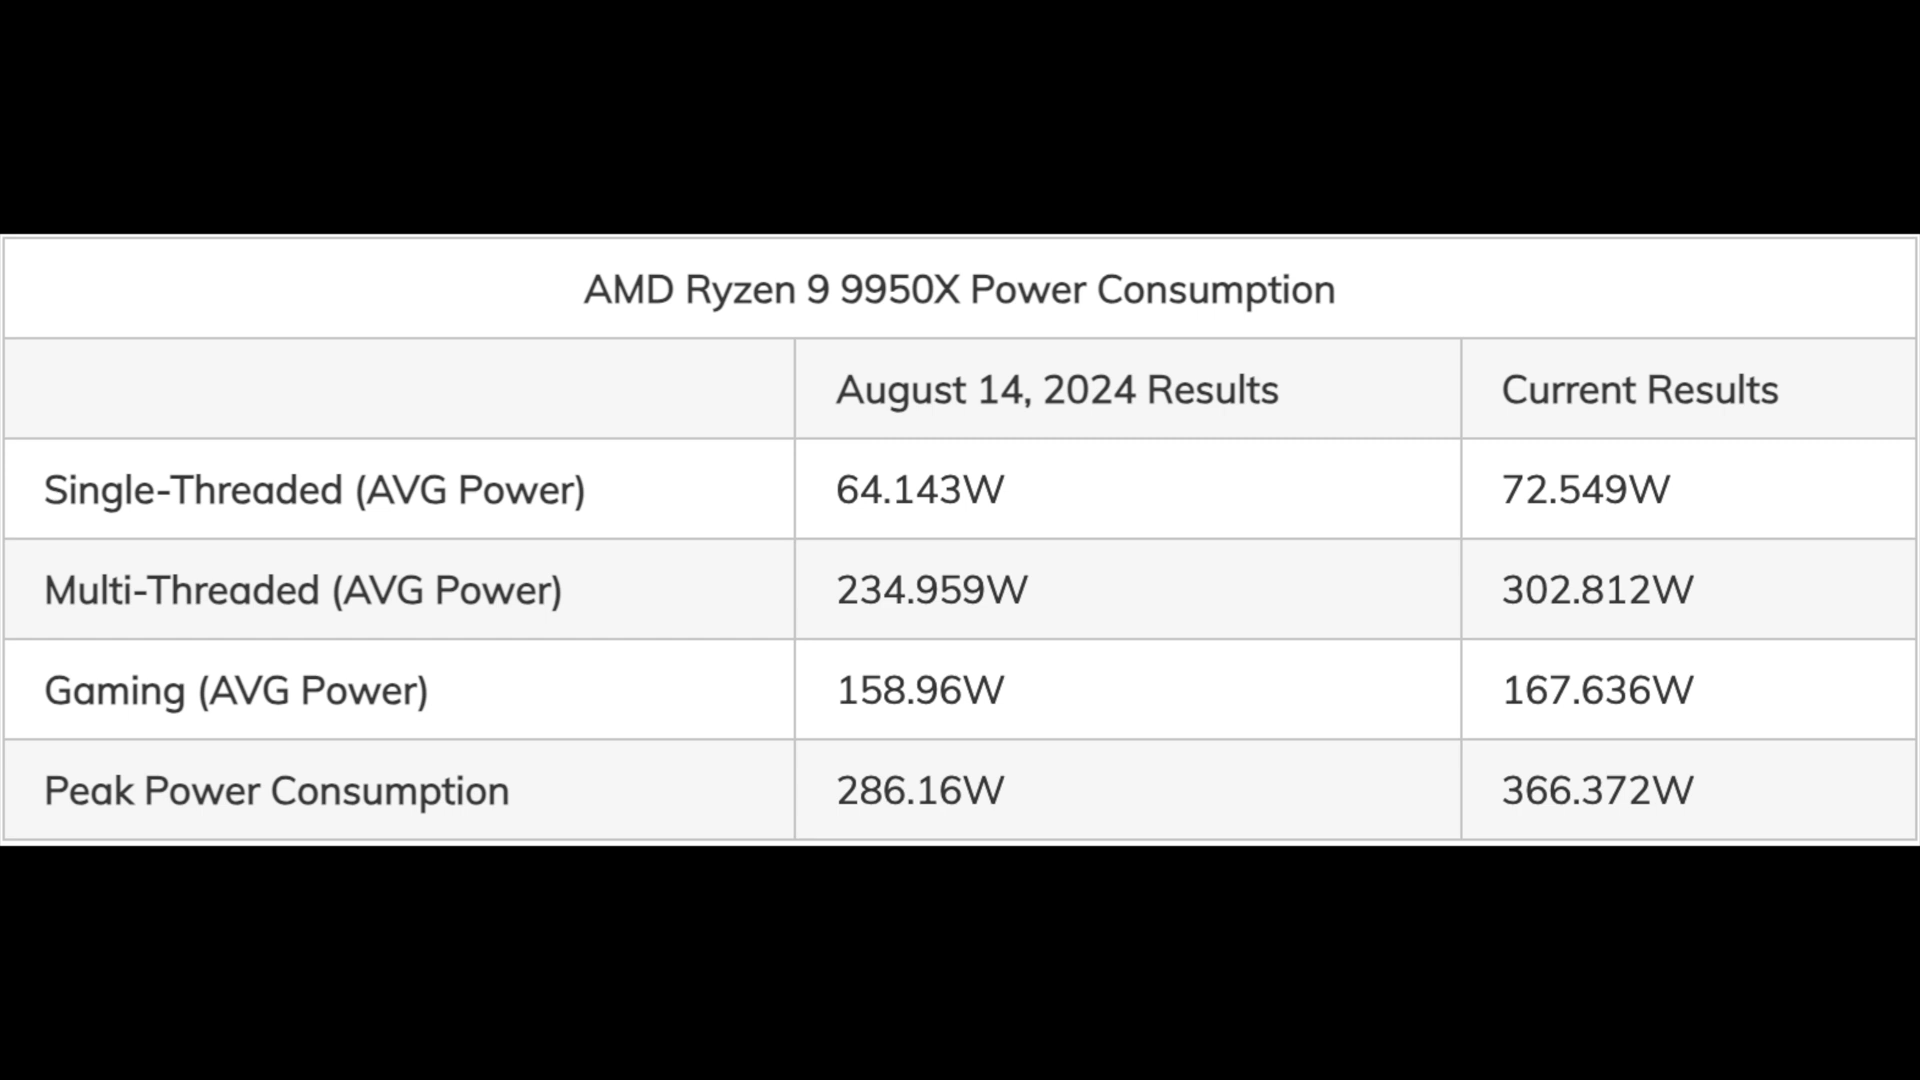 AMD Ryzen 9 9950X Power Consumption
August 14, 2024 Results Current Results
Single-Threaded (AVG Power) 64.143W 72.549W
Multi-Threaded (AVG Power) 234.959W 302.812W
Gaming (AVG Power) 158.96W 167.636W
Peak Power Consumption 286.16W 366.372W